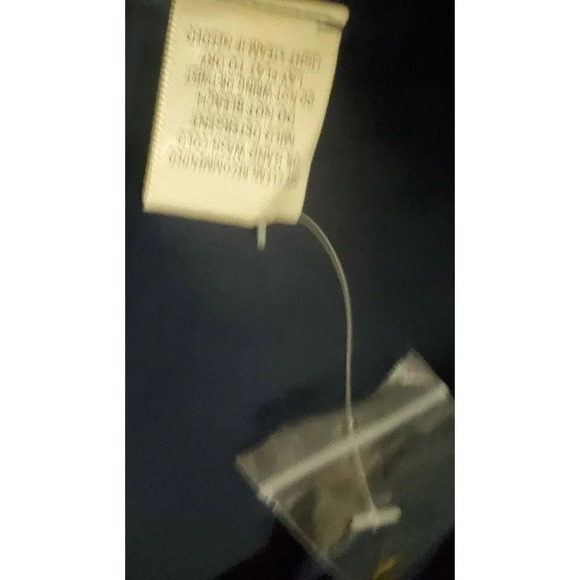 DRY CLEAN RECOMMENDED
OR HAND WASH, COLD
MILD DETERGENT
DO NOT BLEACH
DO NOT WRING OR TWIST
LAY FLAT TO DRY
LIGHT STEAM IF NEEDED